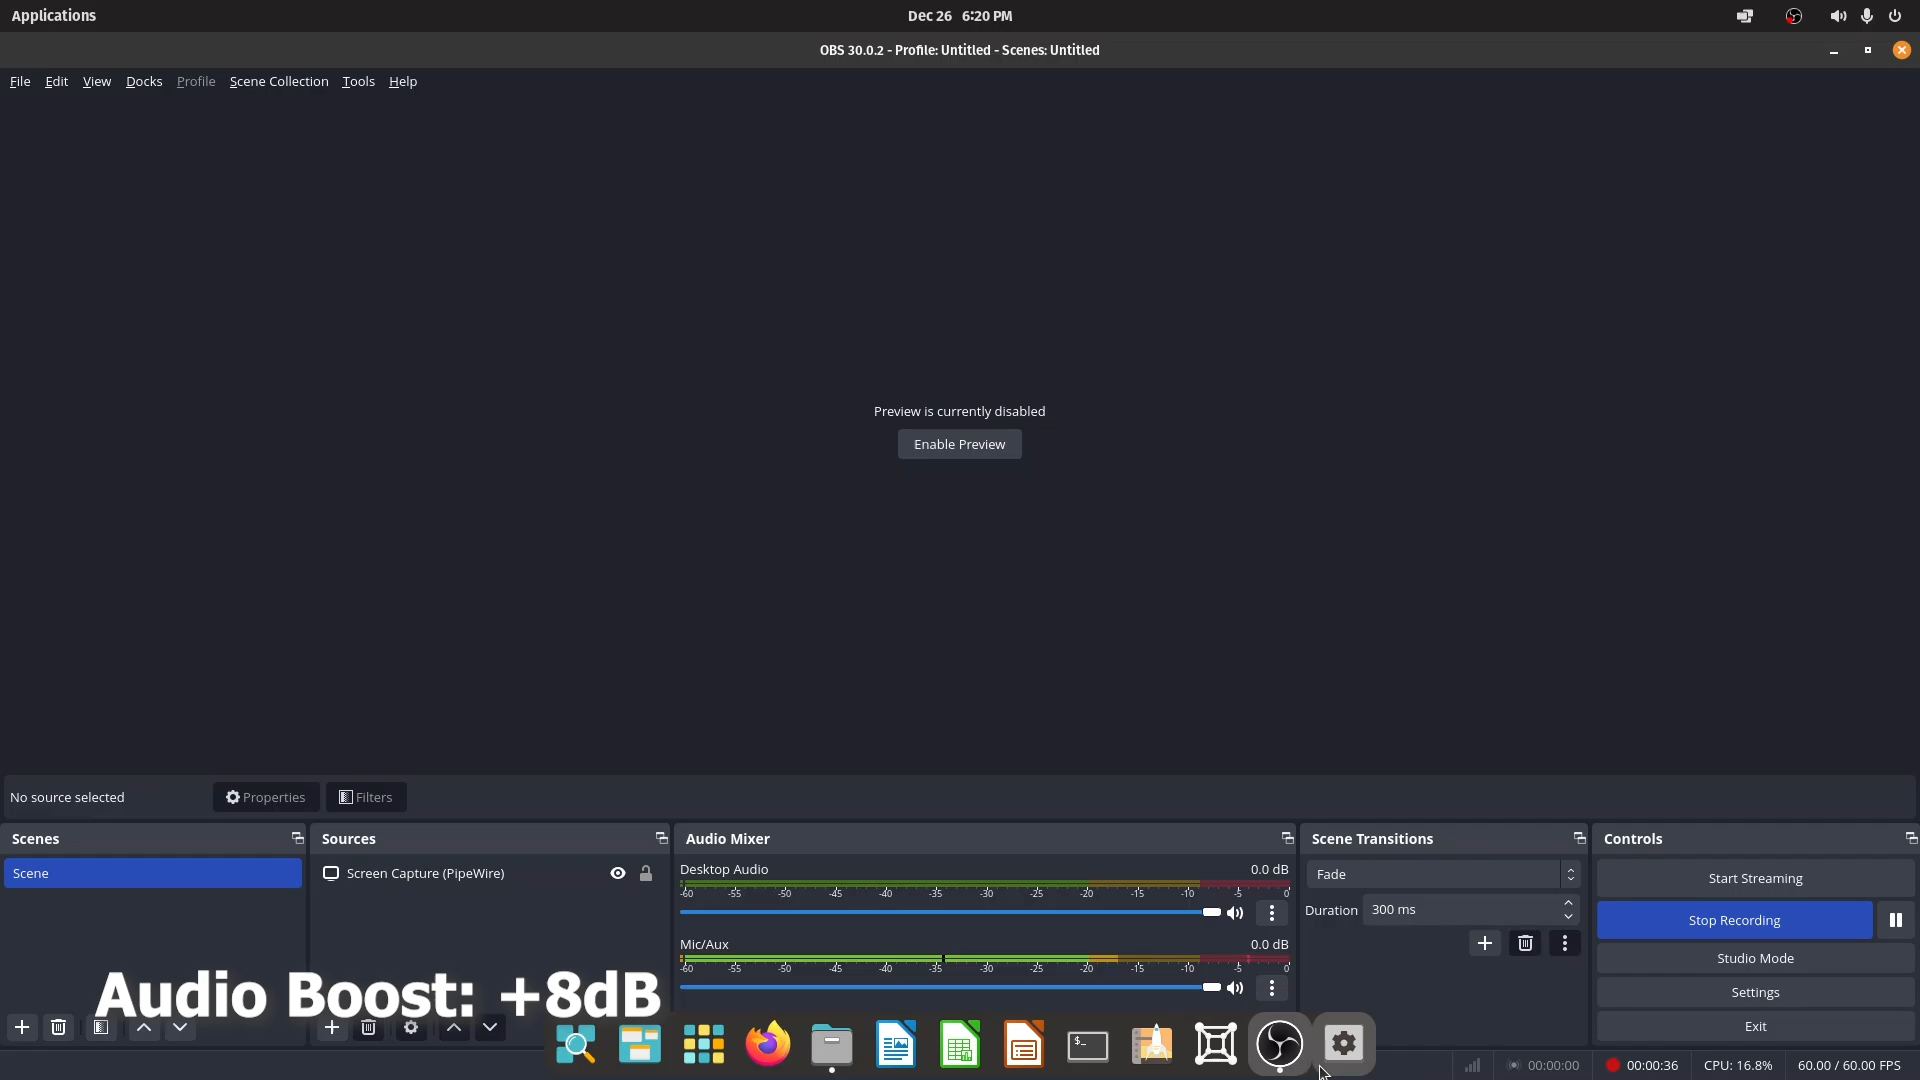 Applications
Dec 26 6:20 PM
OBS 30.0.2 - Profile: Untitled - Scenes: Untitled
File Edit View Docks Profile Scene Collection Tools Help
Preview is currently disabled
Enable Preview
No source selected
Properties
Filters
Scenes
Scene
Sources
Screen Capture (PipeWire)
Audio Mixer
Desktop Audio 0.0 dB
-60 -55 -50 -45 -40 -35 -30 -25 -20 -15 -10 -5 0
Mic/Aux 0.0 dB
-60 -55 -50 -45 -40 -35 -30 -25 -20 -15 -10 -5 0
Scene Transitions
Fade
Duration 300 ms
Controls
Start Streaming
Stop Recording
Studio Mode
Settings
Exit
Audio Boost: +8dB
$_
00:00:00
00:00:36
CPU: 16.8%
60.00 / 60.00 FPS